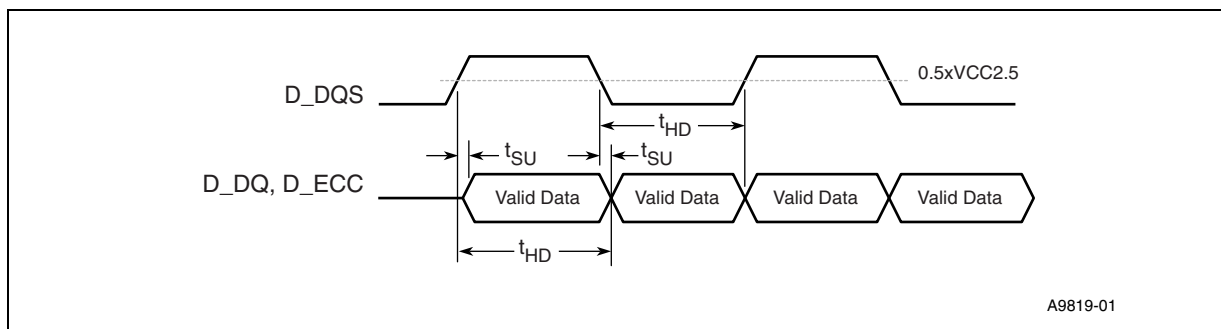 0.5xVCC2.5
D_DQS
tHD
tSU
tSU
D_DQ, D_ECC
Valid Data
Valid Data
Valid Data
Valid Data
tHD
A9819-01